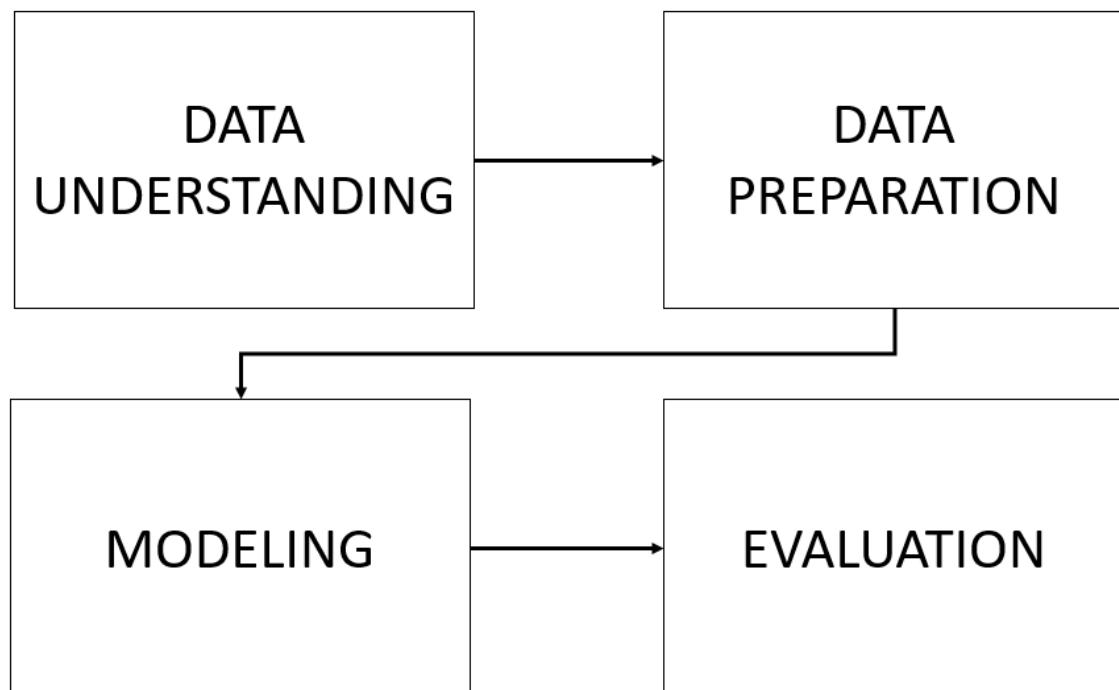 DATA
UNDERSTANDING
DATA
PREPARATION
MODELING
EVALUATION